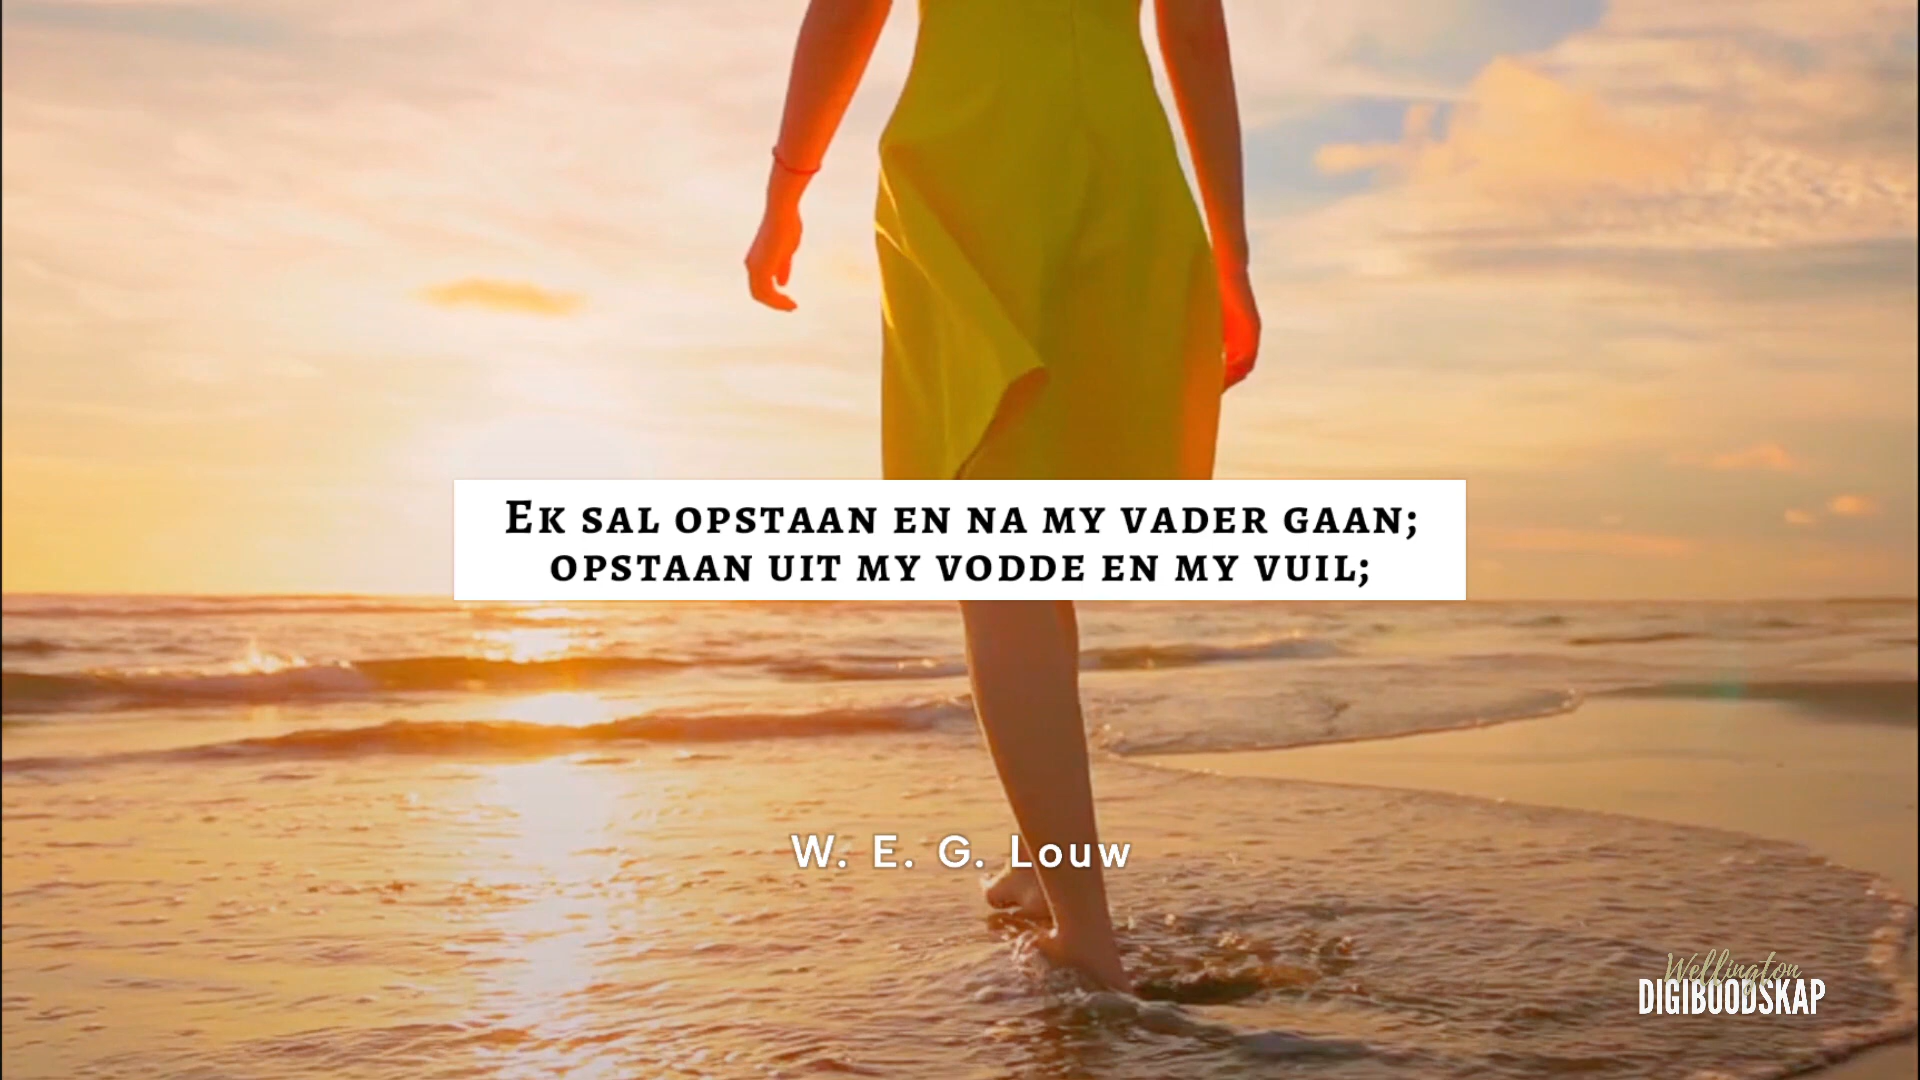 Ek sal opstaan en na my vader gaan;
opstaan uit my vodde en my vuil;
W. E. G. Louw
Wellington
DIGIBOODSKAP